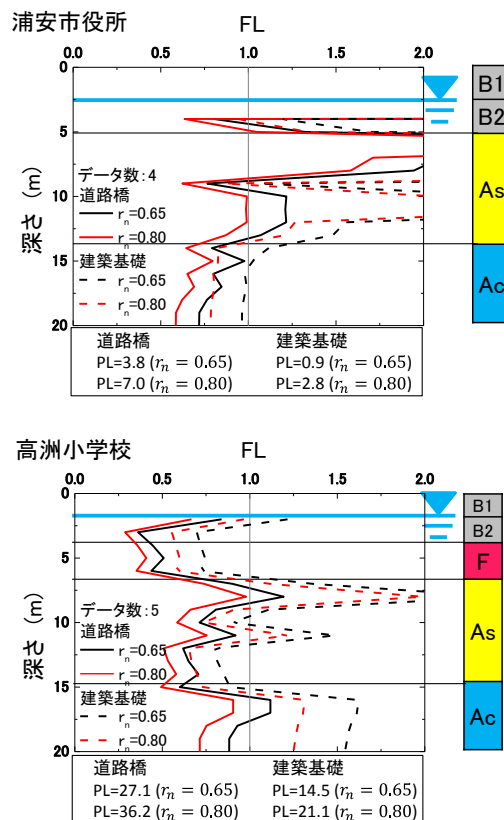 浦安市役所
FL
0.0 0.5 1.0 1.5 2.0
0
5
10
15
20
深さ (m)
データ数:4
道路橋
rn=0.65
rn=0.80
建築基礎
rn=0.65
rn=0.80
B1
B2
As
Ac
道路橋 建築基礎
PL=3.8 (rn = 0.65) PL=0.9 (rn = 0.65)
PL=7.0 (rn = 0.80) PL=2.8 (rn = 0.80)
高洲小学校
FL
0.0 0.5 1.0 1.5 2.0
0
5
10
15
20
深さ (m)
データ数:5
道路橋
rn=0.65
rn=0.80
建築基礎
rn=0.65
rn=0.80
B1
B2
F
As
Ac
道路橋 建築基礎
PL=27.1 (rn = 0.65) PL=14.5 (rn = 0.65)
PL=36.2 (rn = 0.80) PL=21.1 (rn = 0.80)